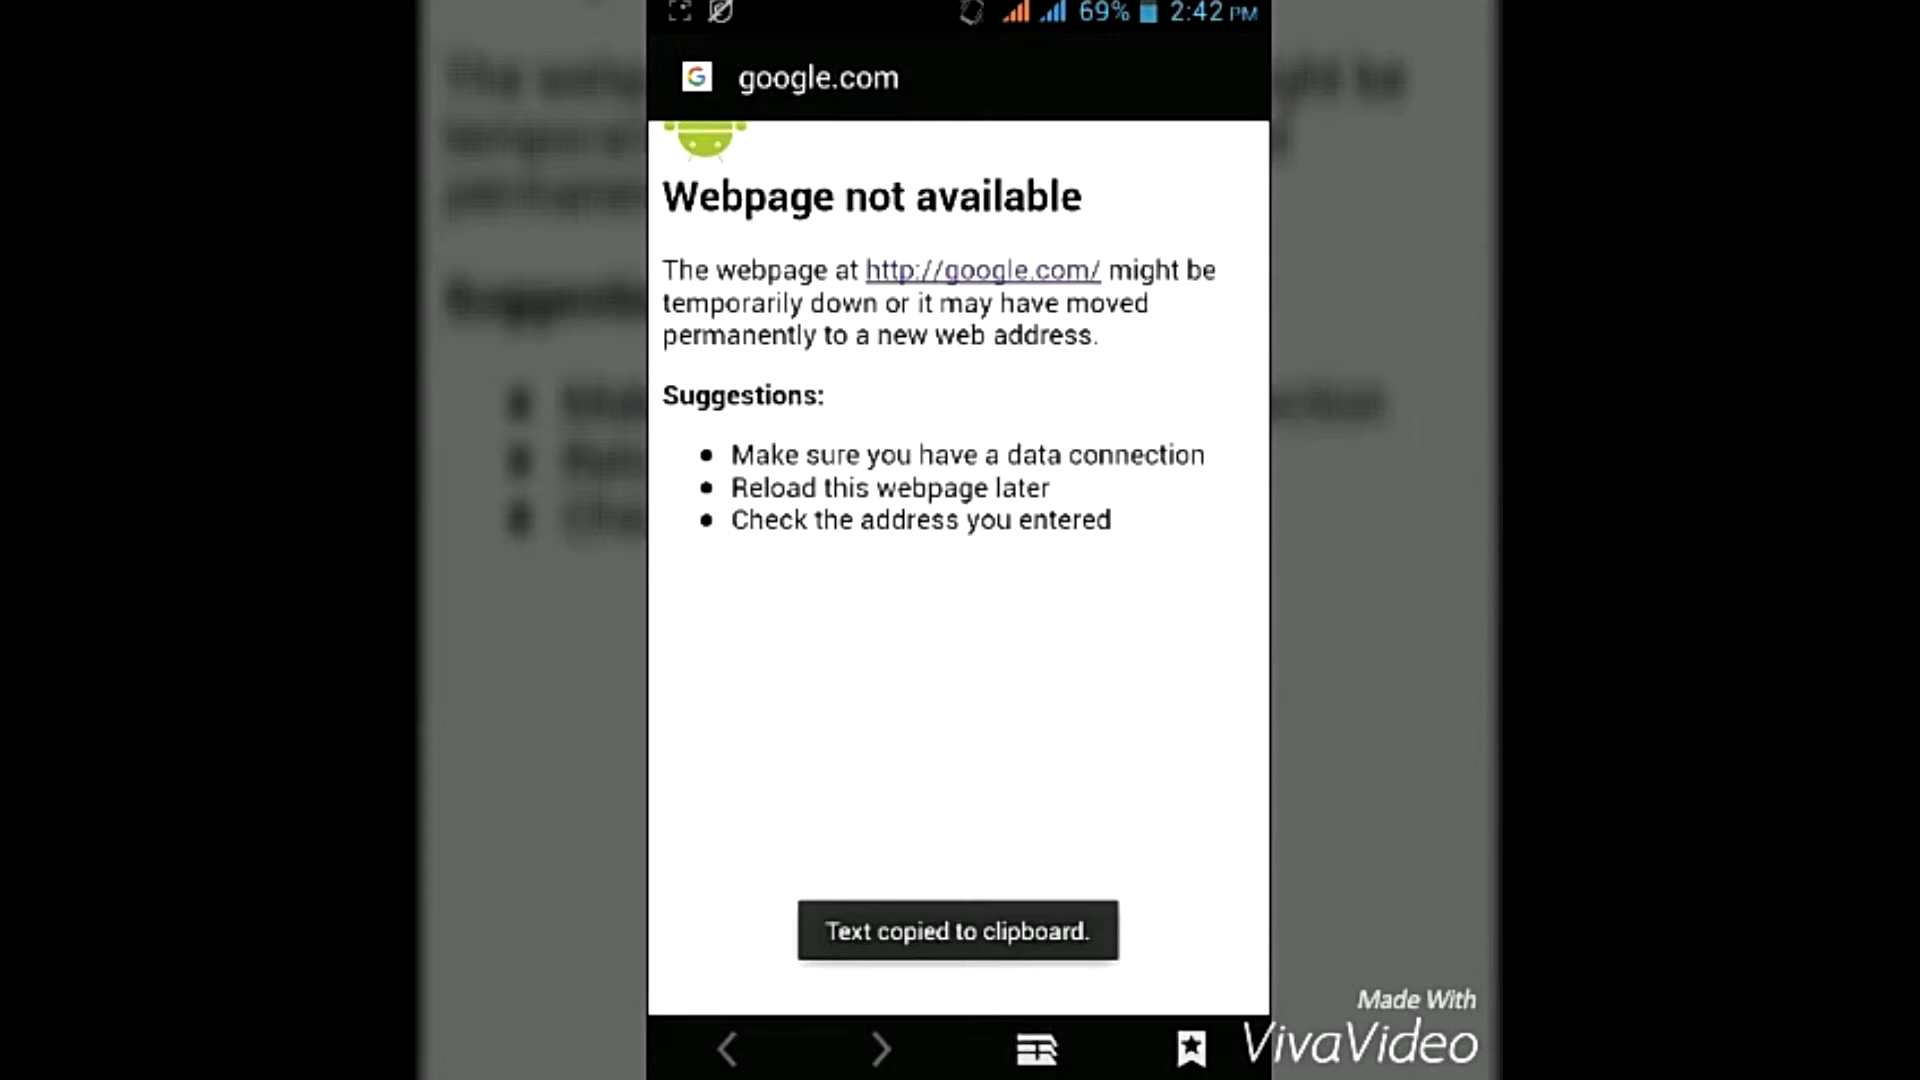 69% 2:42 PM
G google.com
Webpage not available
The webpage at http://google.com/ might be
temporarily down or it may have moved
permanently to a new web address.
Suggestions:
Make sure you have a data connection
Reload this webpage later
Check the address you entered
Text copied to clipboard.
Made With
VivaVideo